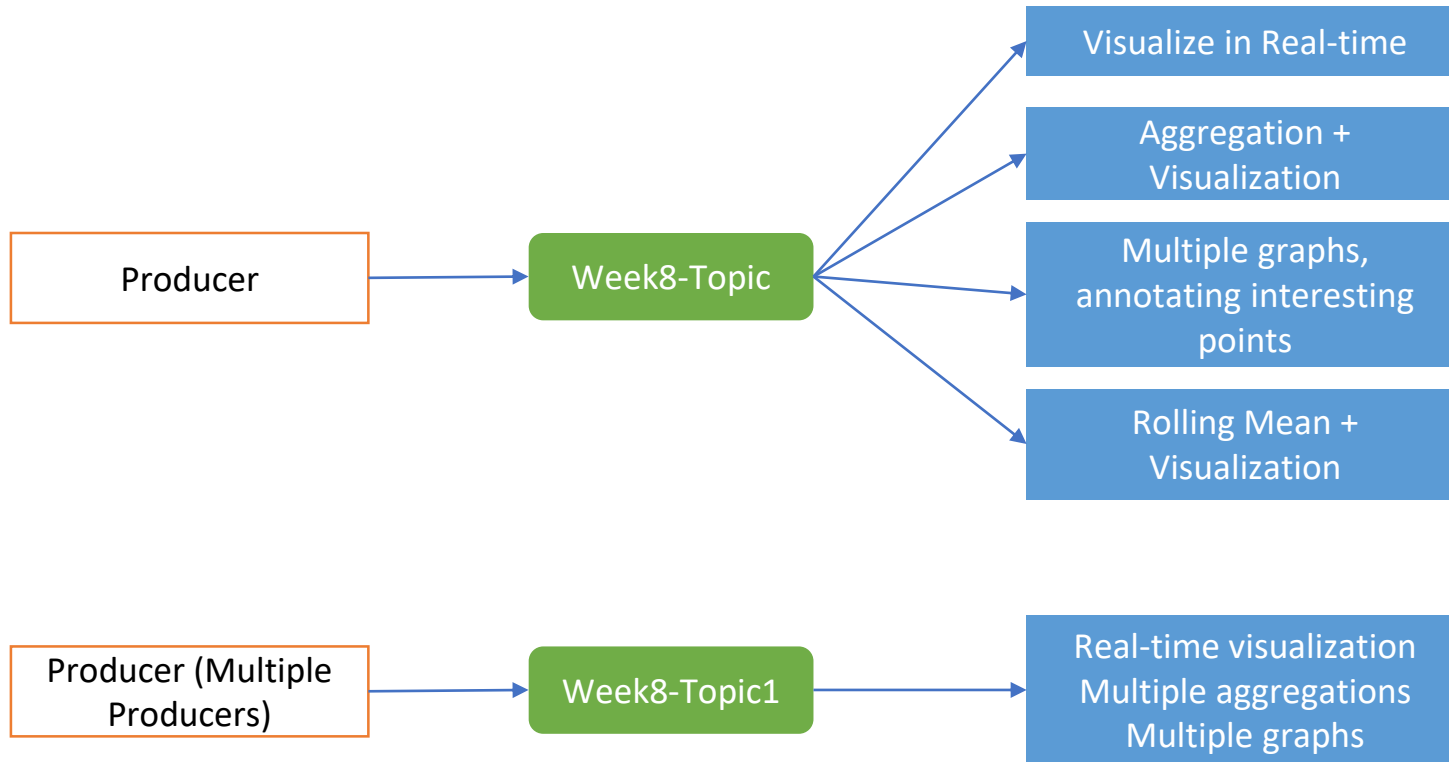 Producer
Week8-Topic
Visualize in Real-time
Aggregation +
Visualization
Multiple graphs,
annotating interesting
points
Rolling Mean +
Visualization
Producer (Multiple
Producers)
Week8-Topic1
Real-time visualization
Multiple aggregations
Multiple graphs